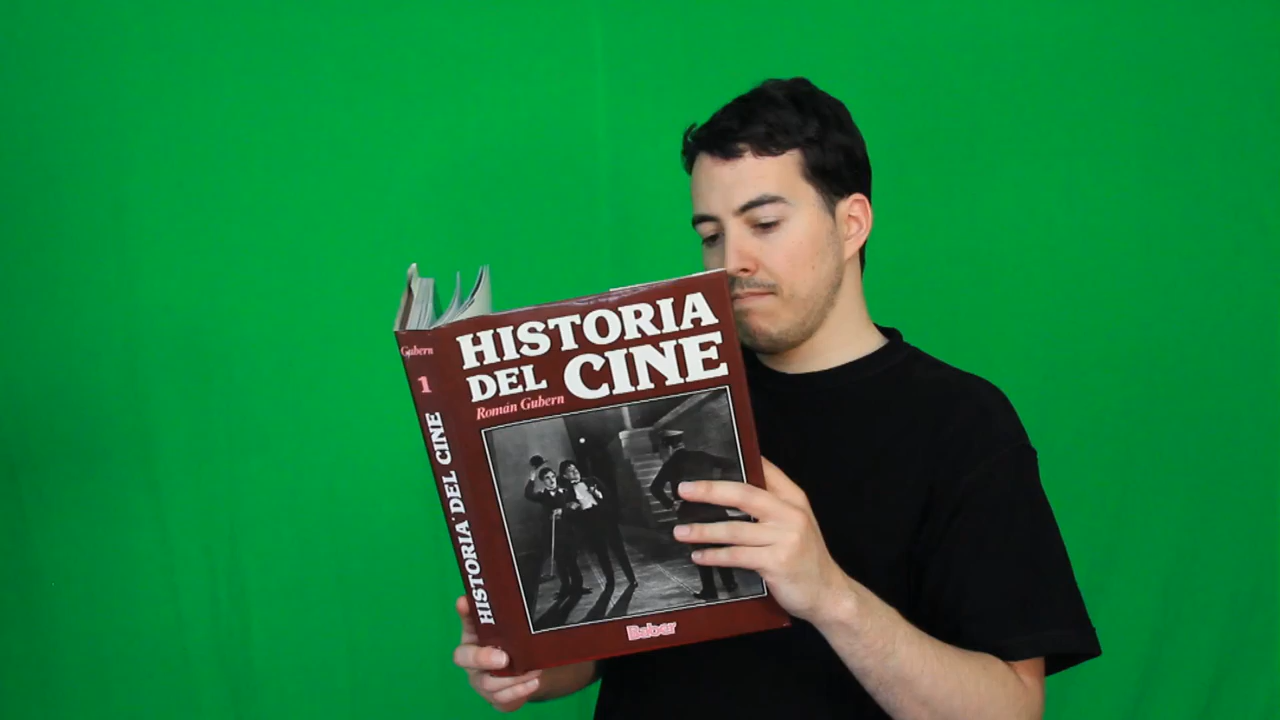 Gubern
1
HISTORIA DEL CINE
HISTORIA
DEL CINE
Román Gubern
Baber